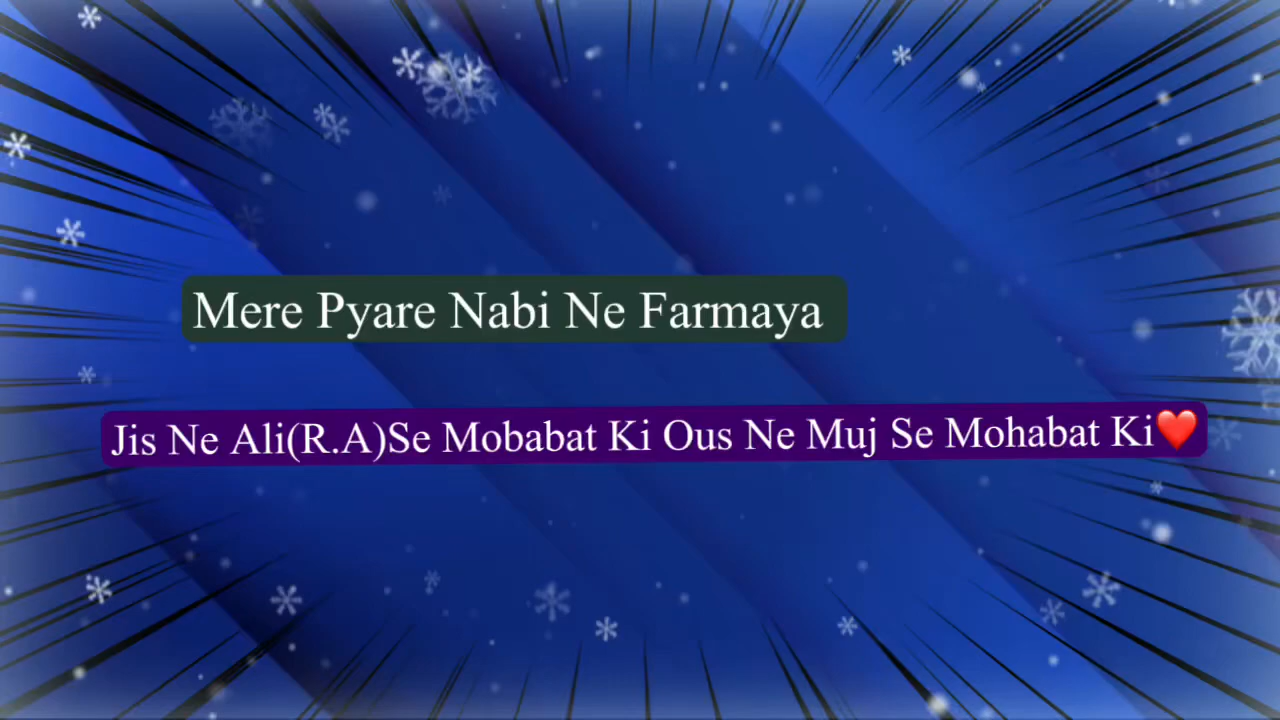 Mere Pyare Nabi Ne Farmaya
Jis Ne Ali(R.A)Se Mobabat Ki Ous Ne Muj Se Mohabat Ki❤️